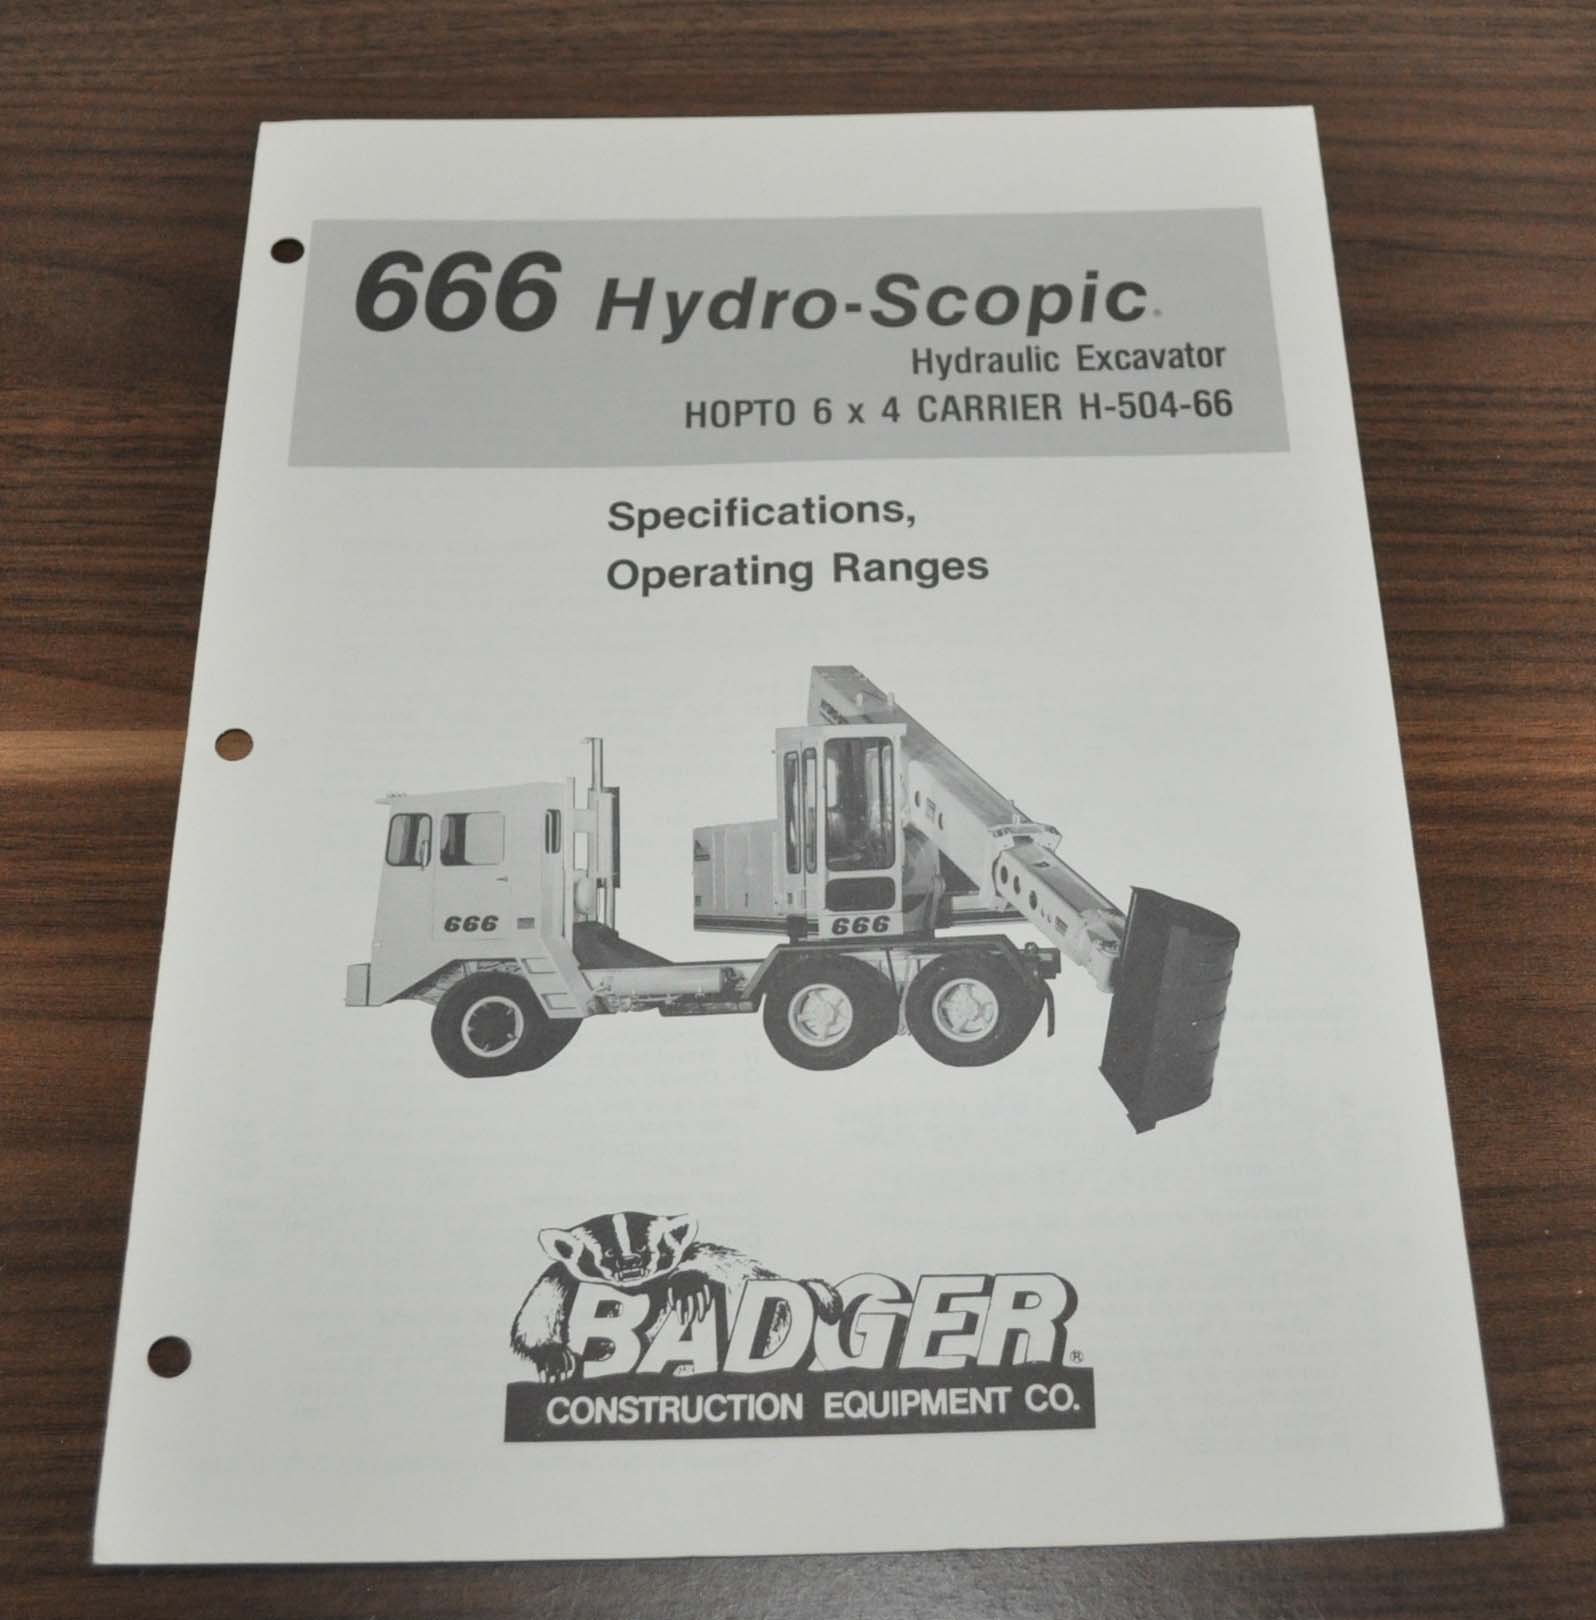 666 Hydro-Scopic®
Hydraulic Excavator
HOPTO 6 x 4 CARRIER H-504-66
Specifications,
Operating Ranges
666
666
BADGER®
CONSTRUCTION EQUIPMENT CO.